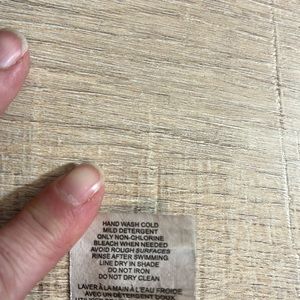 HAND WASH COLD
MILD DETERGENT
ONLY NON-CHLORINE
BLEACH WHEN NEEDED
AVOID ROUGH SURFACES
RINSE AFTER SWIMMING
LINE DRY IN SHADE
DO NOT IRON
DO NOT DRY CLEAN
LAVER À LA MAIN À L'EAU FROIDE
AVEC UN DÉTERGENT DOUX